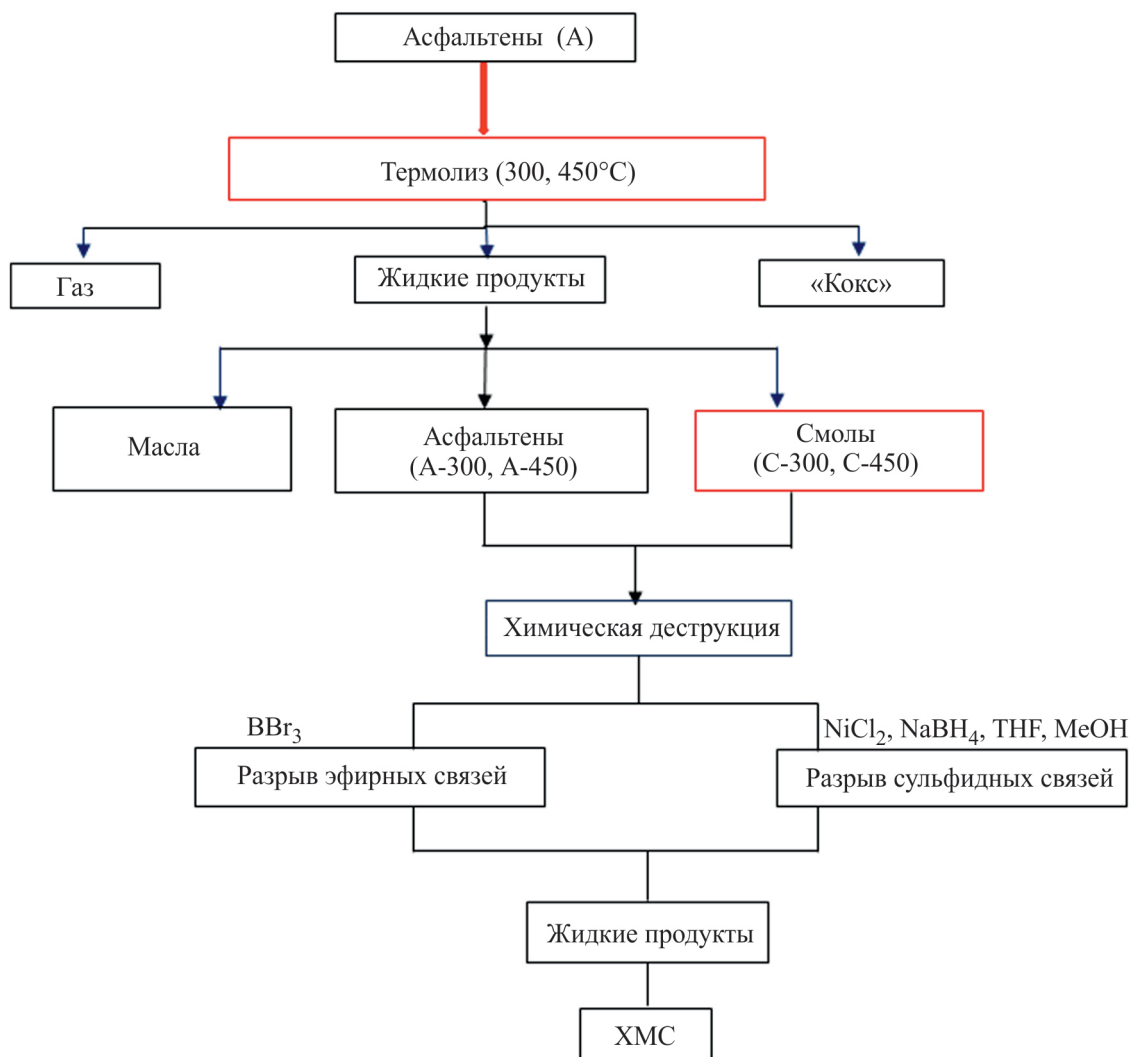 Асфальтены (А)
Термолиз (300, 450°C)
Газ
Жидкие продукты
«Кокс»
Масла
Асфальтены
(А-300, А-450)
Смолы
(С-300, С-450)
Химическая деструкция
BBr3
NiCl2, NaBH4, THF, MeOH
Разрыв эфирных связей
Разрыв сульфидных связей
Жидкие продукты
ХМС